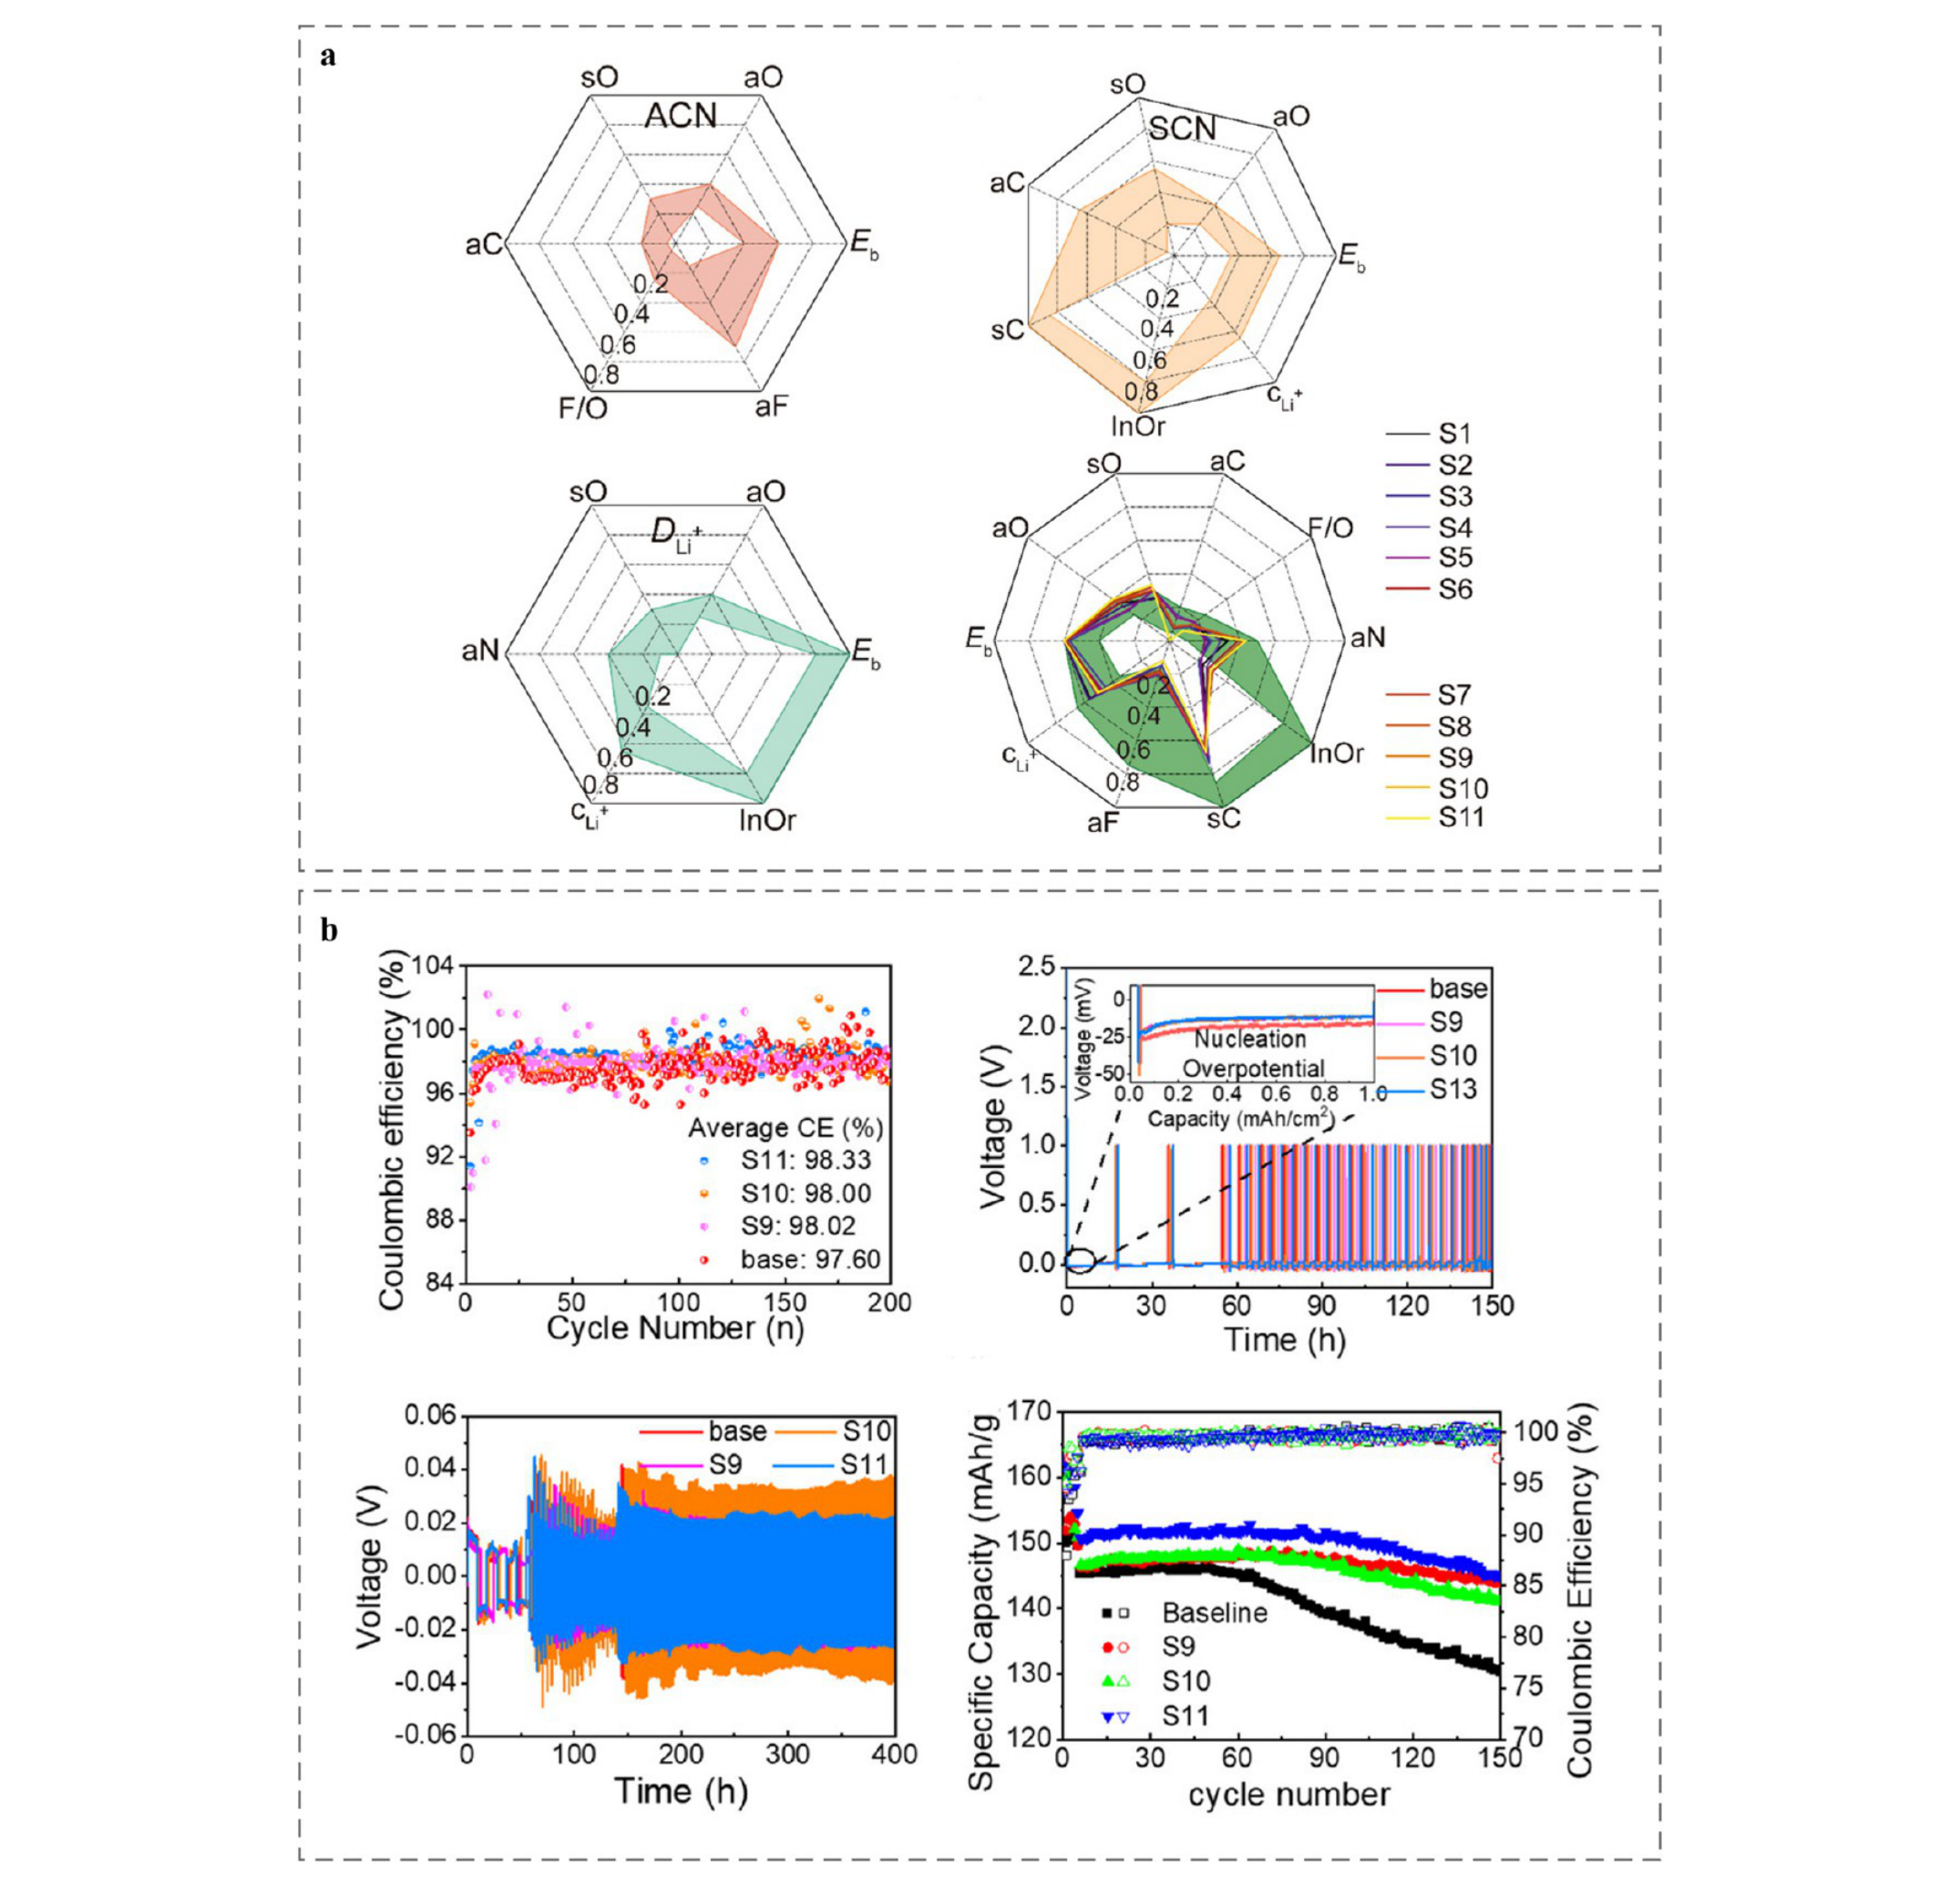 a
sO aO
ACN
aC E_b
0.2
0.4
0.6
0.8
F/O aF
sO
aO
SCN
aC
E_b
0.2
0.4
0.6
0.8
sC
c_Li+
InOr
sO aO
D_Li+
aN E_b
0.2
0.4
0.6
0.8
c_Li+ InOr
sO aC
aO F/O
E_b aN
0.2
0.4
0.6
0.8
c_Li+ InOr
aF sC
S1
S2
S3
S4
S5
S6
S7
S8
S9
S10
S11
b
Coulombic efficiency (%)
104
100
96
92
88
84
Average CE (%)
S11: 98.33
S10: 98.00
S9: 98.02
base: 97.60
0 50 100 150 200
Cycle Number (n)
Voltage (V)
2.5
2.0
1.5
1.0
0.5
0.0
Voltage (mV)
0
-25
-50
Nucleation
Overpotential
0.0 0.2 0.4 0.6 0.8 1.0
Capacity (mAh/cm²)
base
S9
S10
S13
0 30 60 90 120 150
Time (h)
Voltage (V)
0.06
0.04
0.02
0.00
-0.02
-0.04
-0.06
base S10
S9 S11
0 100 200 300 400
Time (h)
Specific Capacity (mAh/g
170
160
150
140
130
120
Baseline
S9
S10
S11
100
95
90
85
80
75
70
Coulombic Efficiency (%)
0 30 60 90 120 150
cycle number